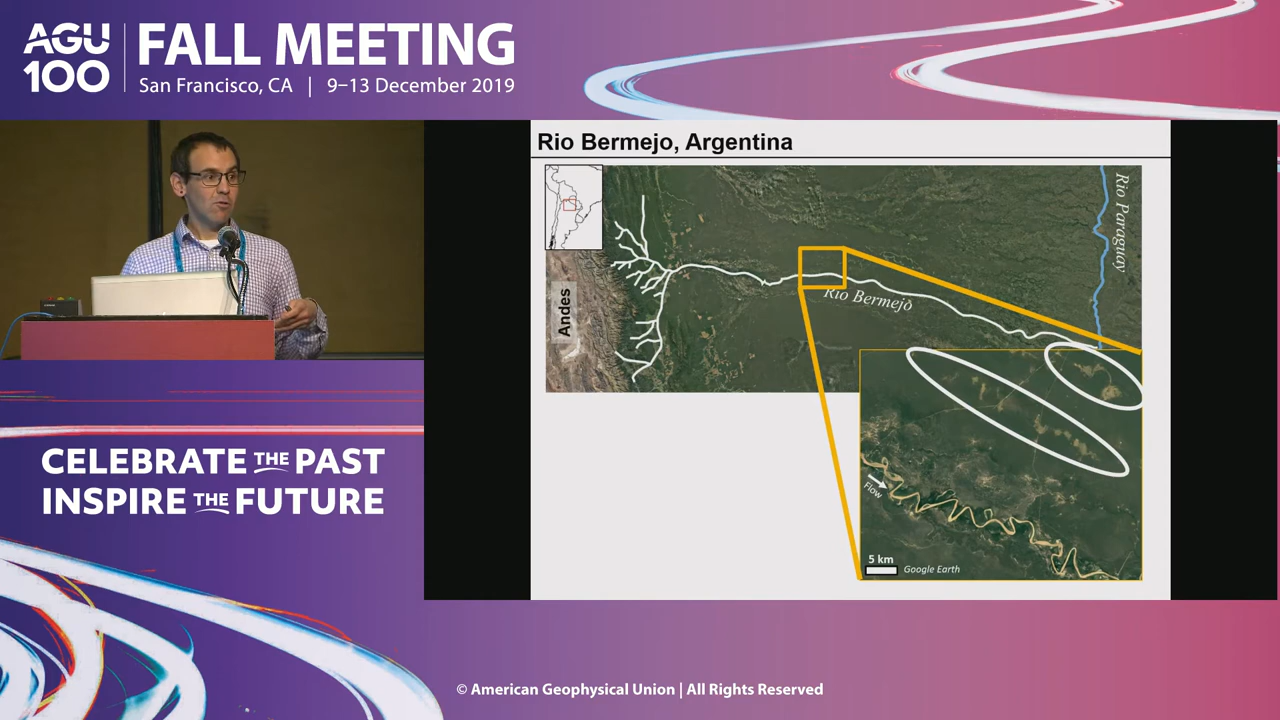 AGU
100
FALL MEETING
San Francisco, CA | 9–13 December 2019
Rio Bermejo, Argentina
Andes
Rio Bermejo
Rio Paraguay
Flow
5 km
Google Earth
CELEBRATE THE PAST
INSPIRE THE FUTURE
© American Geophysical Union | All Rights Reserved